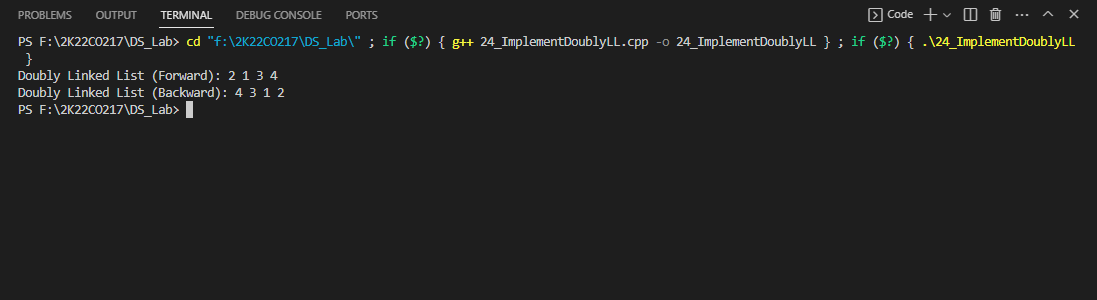 PROBLEMS OUTPUT TERMINAL DEBUG CONSOLE PORTS Code
PS F:\2K22CO217\DS_Lab> cd "f:\2K22CO217\DS_Lab\" ; if ($?) { g++ 24_ImplementDoublyLL.cpp -o 24_ImplementDoublyLL } ; if ($?) { .\24_ImplementDoublyLL
}
Doubly Linked List (Forward): 2 1 3 4
Doubly Linked List (Backward): 4 3 1 2
PS F:\2K22CO217\DS_Lab>